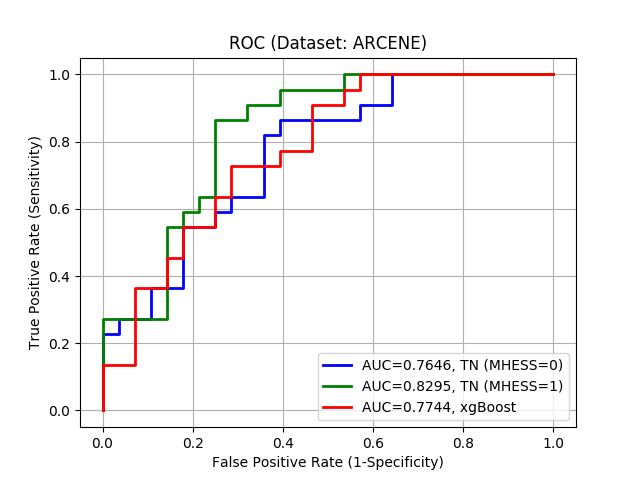 ROC (Dataset: ARCENE)
True Positive Rate (Sensitivity)
1.0
0.8
0.6
0.4
0.2
0.0
AUC=0.7646, TN (MHESS=0)
AUC=0.8295, TN (MHESS=1)
AUC=0.7744, xgBoost
0.0 0.2 0.4 0.6 0.8 1.0
False Positive Rate (1-Specificity)